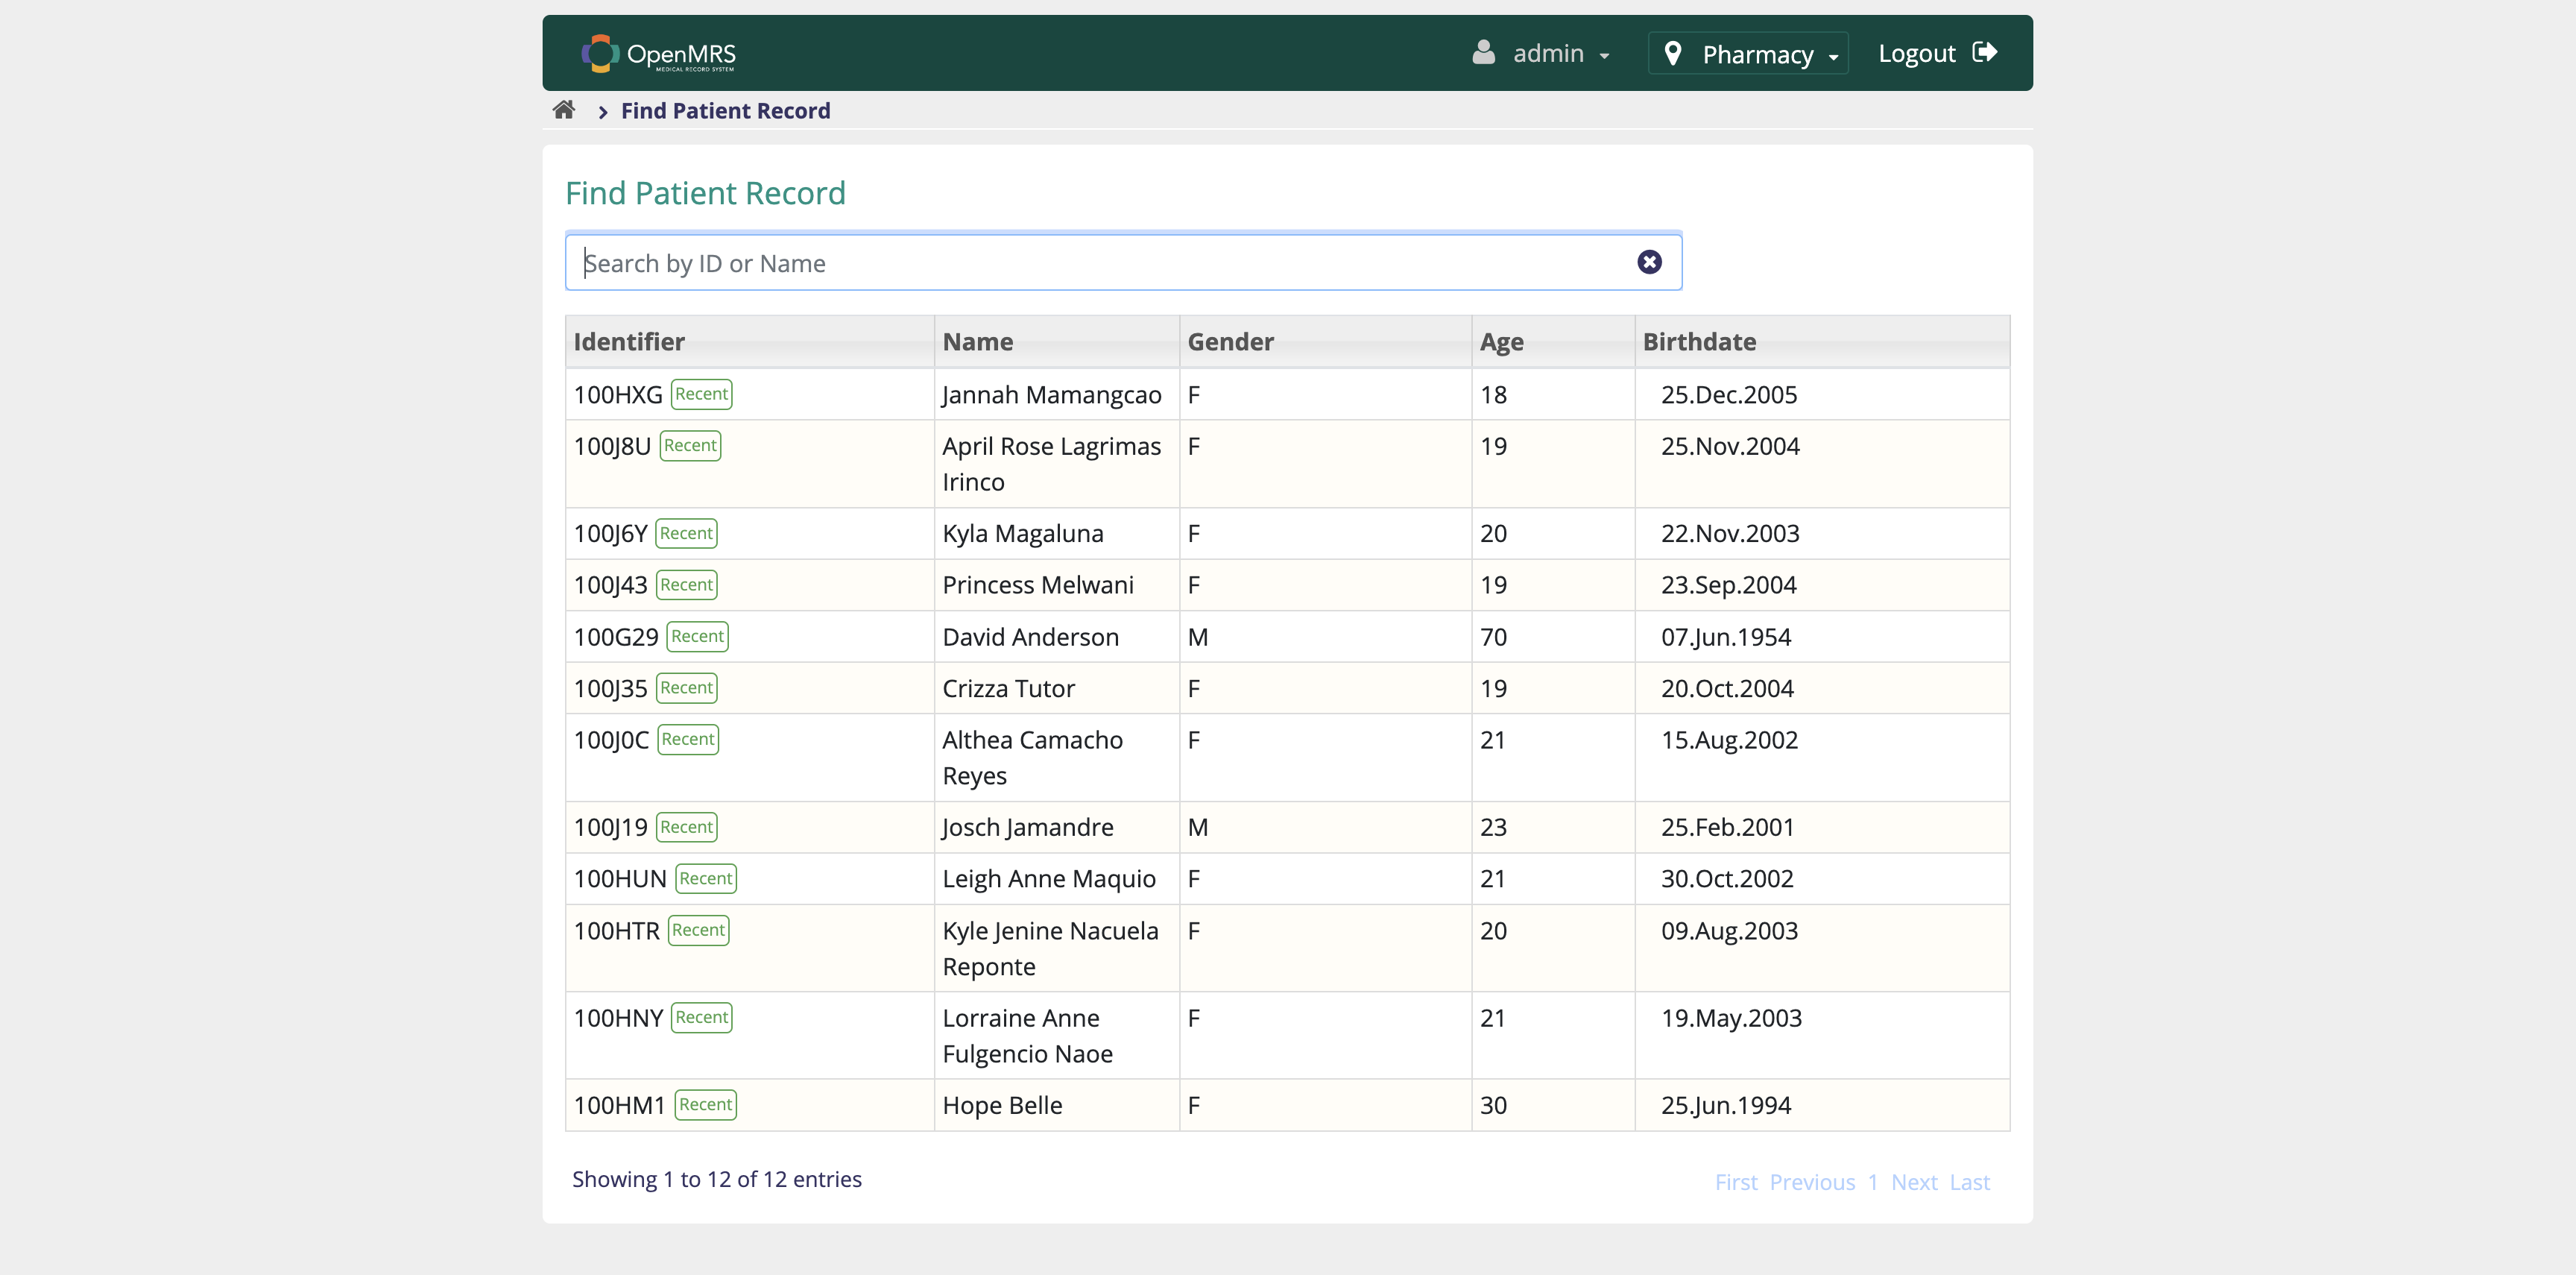 OpenMRS
MEDICAL RECORD SYSTEM
admin
Pharmacy
Logout
Find Patient Record
Find Patient Record
Search by ID or Name
Identifier Name Gender Age Birthdate
100HXG Recent Jannah Mamangcao F 18 25.Dec.2005
100J8U Recent April Rose Lagrimas F 19 25.Nov.2004
Irinco
100J6Y Recent Kyla Magaluna F 20 22.Nov.2003
100J43 Recent Princess Melwani F 19 23.Sep.2004
100G29 Recent David Anderson M 70 07.Jun.1954
100J35 Recent Crizza Tutor F 19 20.Oct.2004
100J0C Recent Althea Camacho F 21 15.Aug.2002
Reyes
100J19 Recent Josch Jamandre M 23 25.Feb.2001
100HUN Recent Leigh Anne Maquio F 21 30.Oct.2002
100HTR Recent Kyle Jenine Nacuela F 20 09.Aug.2003
Reponte
100HNY Recent Lorraine Anne F 21 19.May.2003
Fulgencio Naoe
100HM1 Recent Hope Belle F 30 25.Jun.1994
Showing 1 to 12 of 12 entries
First Previous 1 Next Last